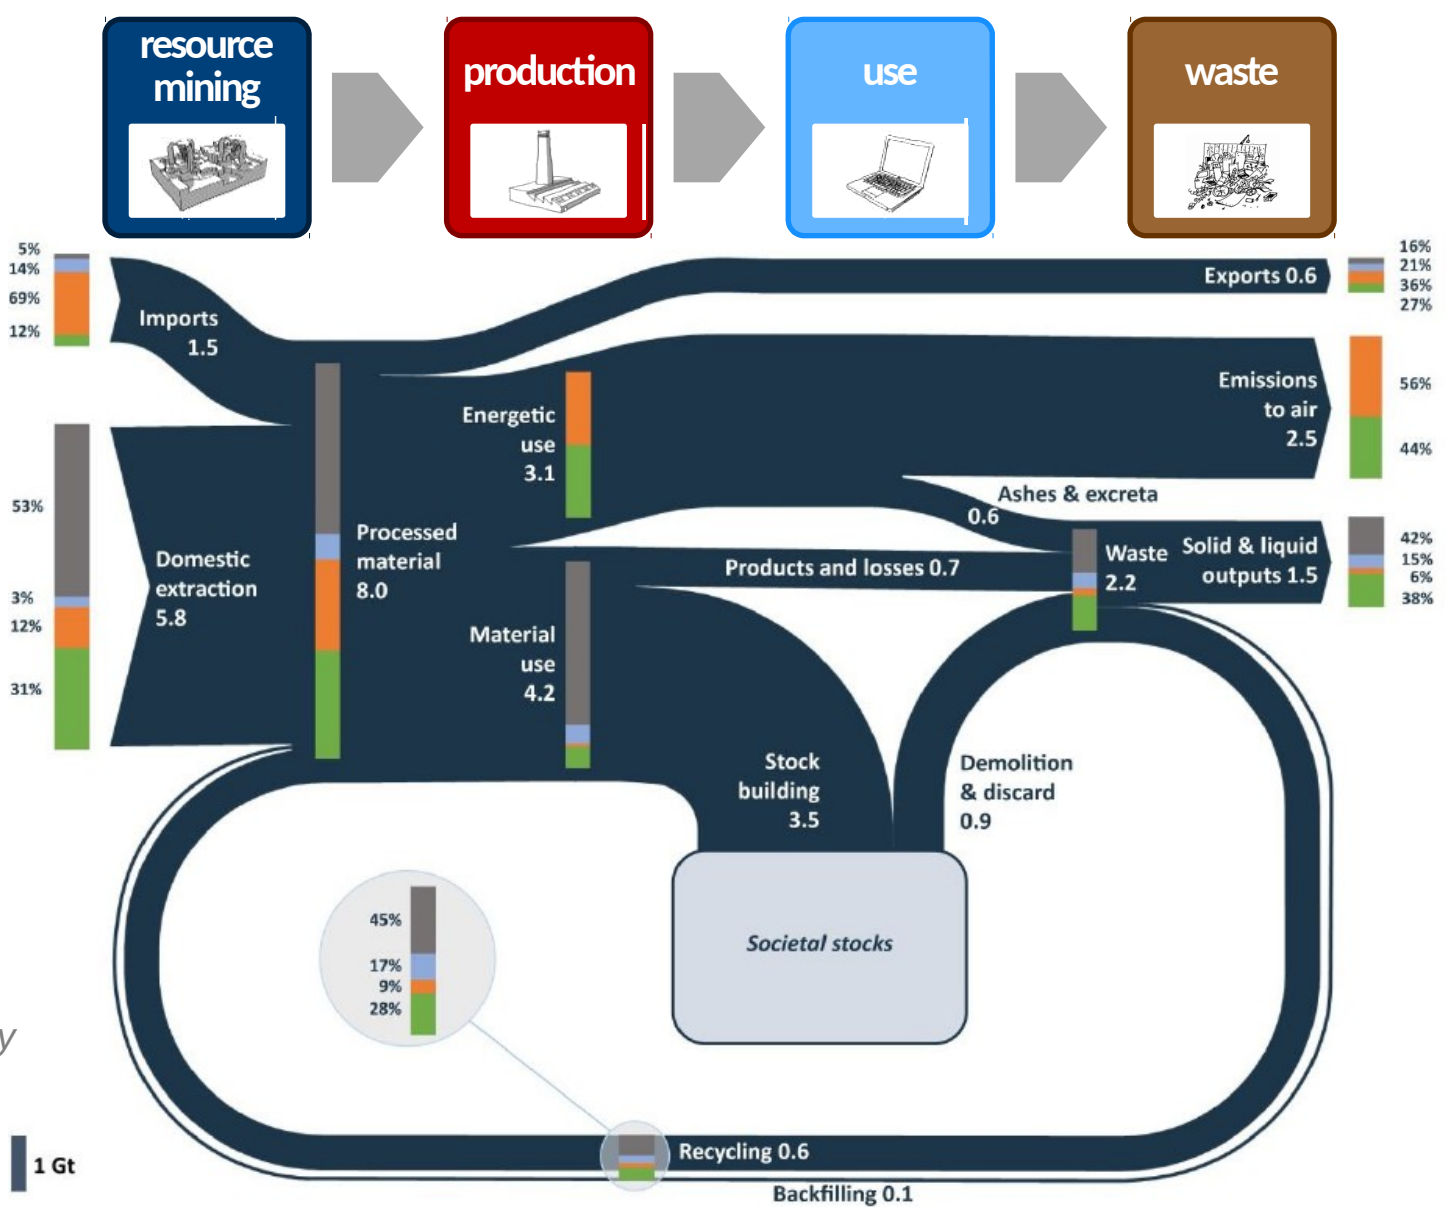 resource
mining
production
use
waste
5%
14%
69%
12%
Imports
1.5
Exports 0.6
16%
21%
36%
27%
Emissions
to air
2.5
56%
44%
Energetic
use
3.1
Ashes & excreta
0.6
53%
3%
12%
31%
Domestic
extraction
5.8
Processed
material
8.0
Products and losses 0.7
Waste
2.2
Solid & liquid
outputs 1.5
42%
15%
6%
38%
Material
use
4.2
Stock
building
3.5
Demolition
& discard
0.9
Societal stocks
45%
17%
9%
28%
y
1 Gt
Recycling 0.6
Backfilling 0.1